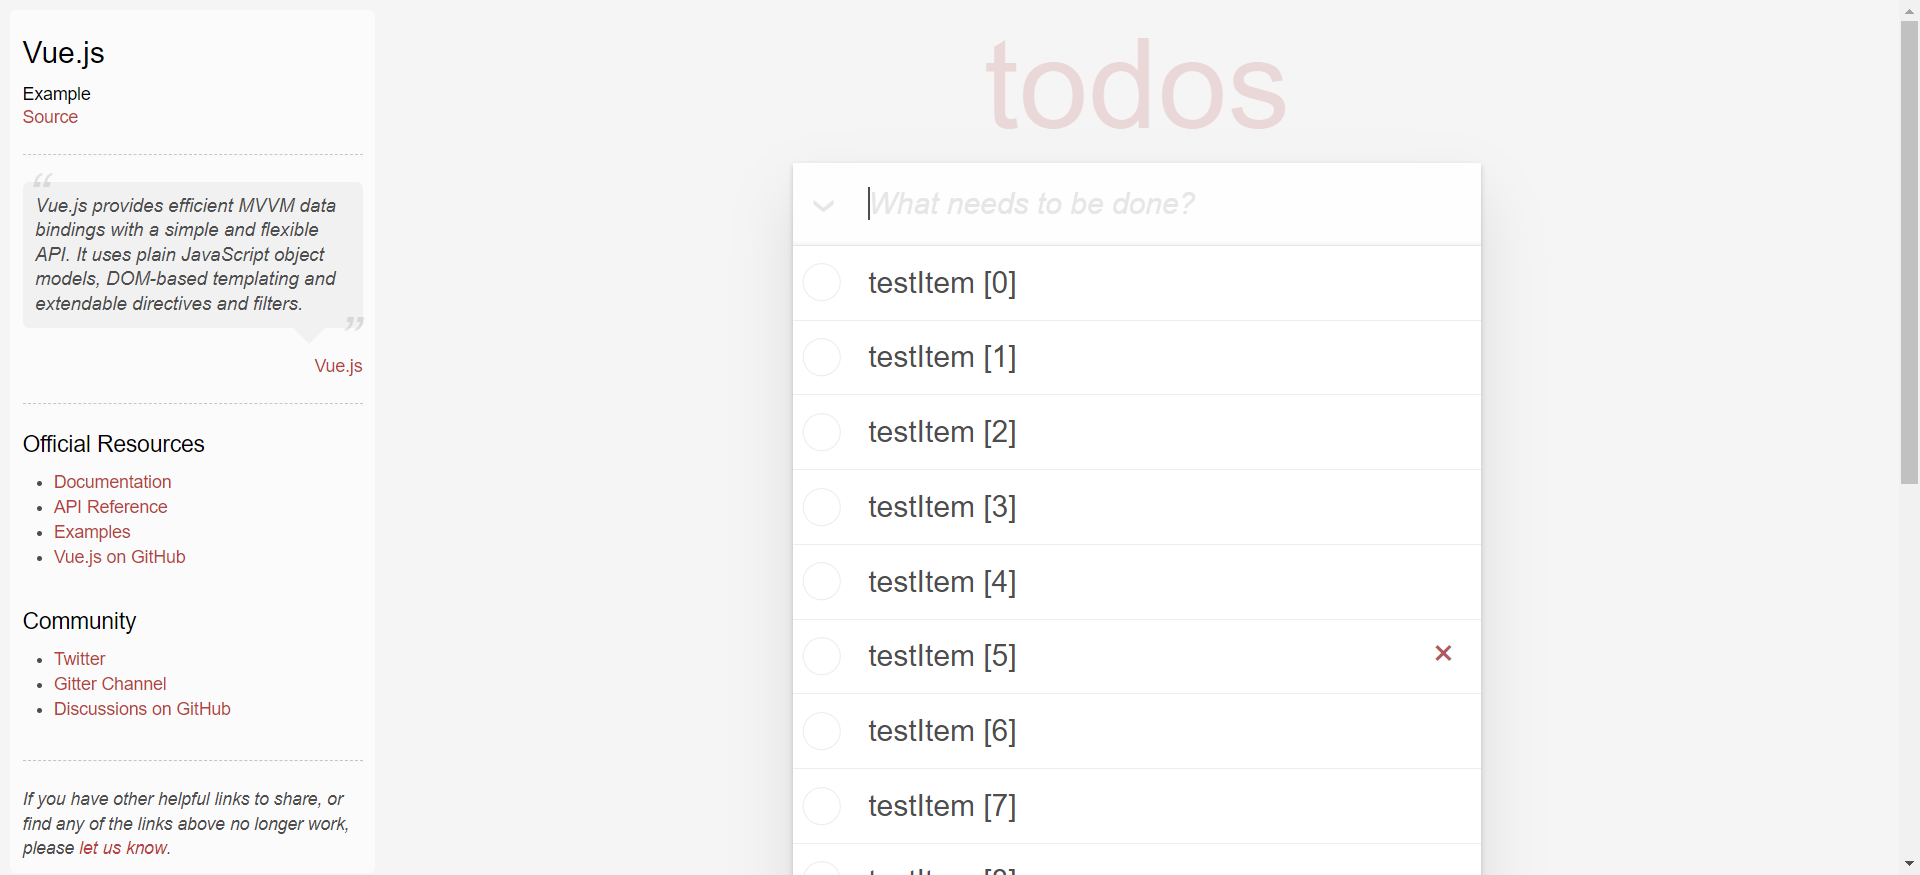 Vue.js
Example
Source
“
Vue.js provides efficient MVVM data
bindings with a simple and flexible
API. It uses plain JavaScript object
models, DOM-based templating and
extendable directives and filters.
”
Vue.js
Official Resources
Documentation
API Reference
Examples
Vue.js on GitHub
Community
Twitter
Gitter Channel
Discussions on GitHub
If you have other helpful links to share, or
find any of the links above no longer work,
please let us know.
todos
What needs to be done?
testItem [0]
testItem [1]
testItem [2]
testItem [3]
testItem [4]
testItem [5] ×
testItem [6]
testItem [7]